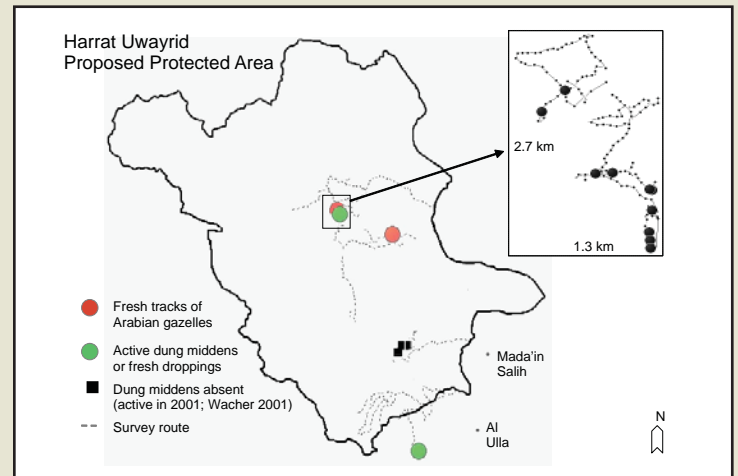 Harrat Uwayrid
Proposed Protected Area
2.7 km
1.3 km
Fresh tracks of
Arabian gazelles
Active dung middens
or fresh droppings
Dung middens absent
(active in 2001; Wacher 2001)
Survey route
Mada'in
Salih
Al
Ulla
N